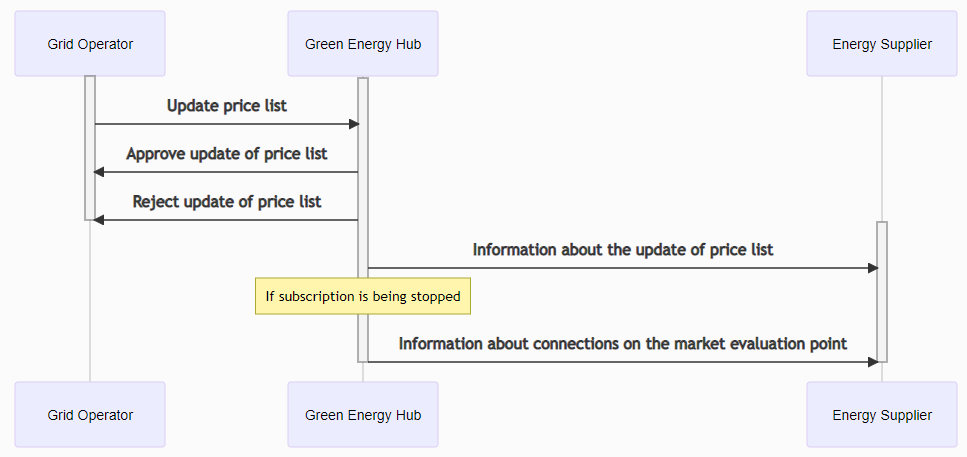 Grid Operator
Green Energy Hub
Energy Supplier
Update price list
Approve update of price list
Reject update of price list
Information about the update of price list
If subscription is being stopped
Information about connections on the market evaluation point
Grid Operator
Green Energy Hub
Energy Supplier